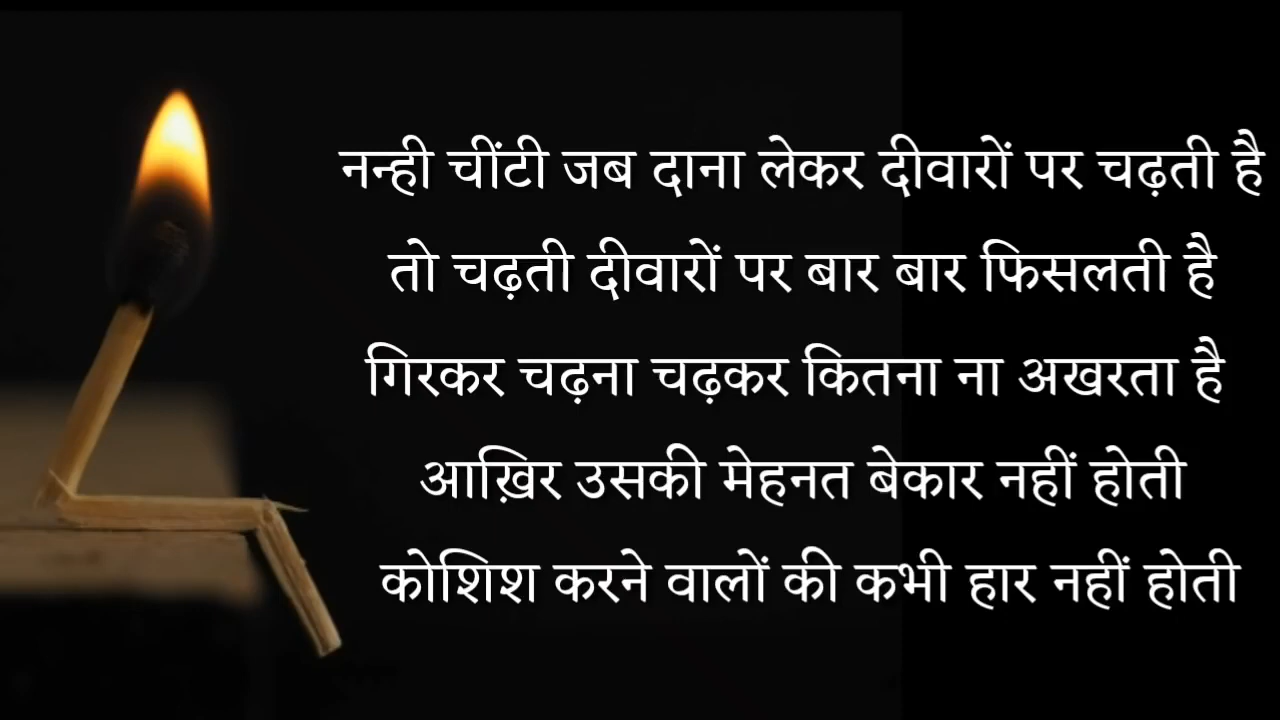 नन्ही चींटी जब दाना लेकर दीवारों पर चढ़ती है
तो चढ़ती दीवारों पर बार बार फिसलती है
गिरकर चढ़ना चढ़कर कितना ना अखरता है
आख़िर उसकी मेहनत बेकार नहीं होती
कोशिश करने वालों की कभी हार नहीं होती